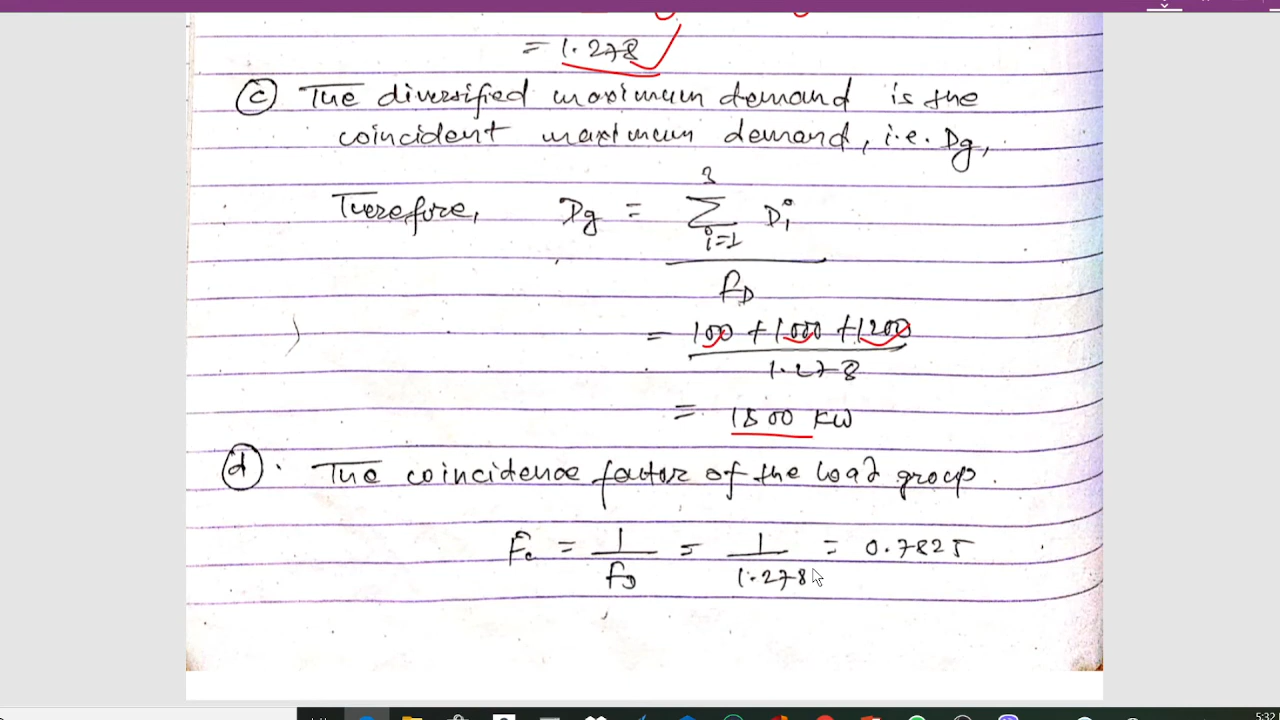 = 1.278
(c) The diversified maximum demand is the
coincident maximum demand, i.e. Dg,
Therefore, Dg = 3
∑ Di
i=1
fD
= 100 + 1000 + 1200
1.278
= 1800 kW
(d). The coincidence factor of the load group.
Fc = 1 = 1 = 0.7825
fD 1.278
5:32